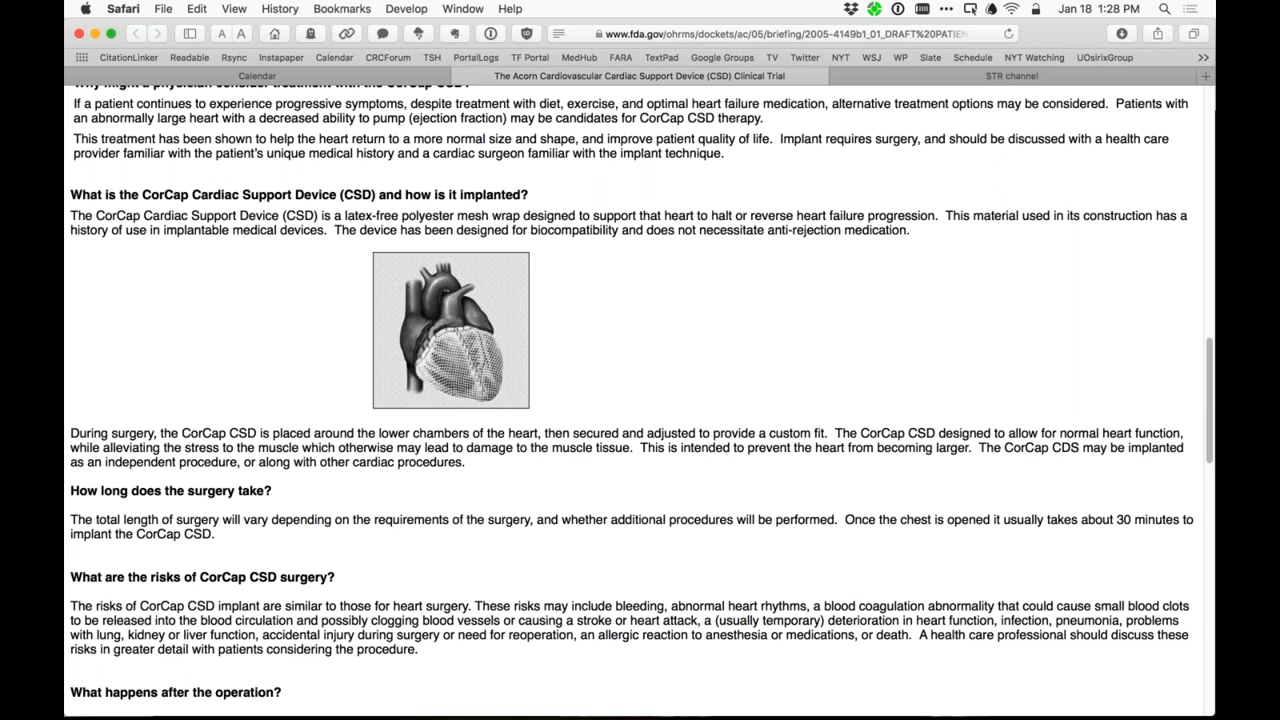 Safari File Edit View History Bookmarks Develop Window Help Jan 18 1:28 PM
A A www.fda.gov/ohrms/dockets/ac/05/briefing/2005-4149b1_01_DRAFT%20PATIEN
CitationLinker Readable Rsync Instapaper Calendar CRCForum TSH PortalLogs TF Portal MedHub FARA TextPad Google Groups TV Twitter NYT WSJ WP Slate Schedule NYT Watching UOsirixGroup
Calendar The Acorn Cardiovascular Cardiac Support Device (CSD) Clinical Trial STR channel
Why might a physician consider treatment with the CorCap CSD?
If a patient continues to experience progressive symptoms, despite treatment with diet, exercise, and optimal heart failure medication, alternative treatment options may be considered. Patients with
an abnormally large heart with a decreased ability to pump (ejection fraction) may be candidates for CorCap CSD therapy.
This treatment has been shown to help the heart return to a more normal size and shape, and improve patient quality of life. Implant requires surgery, and should be discussed with a health care
provider familiar with the patient's unique medical history and a cardiac surgeon familiar with the implant technique.
What is the CorCap Cardiac Support Device (CSD) and how is it implanted?
The CorCap Cardiac Support Device (CSD) is a latex-free polyester mesh wrap designed to support that heart to halt or reverse heart failure progression. This material used in its construction has a
history of use in implantable medical devices. The device has been designed for biocompatibility and does not necessitate anti-rejection medication.
During surgery, the CorCap CSD is placed around the lower chambers of the heart, then secured and adjusted to provide a custom fit. The CorCap CSD designed to allow for normal heart function,
while alleviating the stress to the muscle which otherwise may lead to damage to the muscle tissue. This is intended to prevent the heart from becoming larger. The CorCap CDS may be implanted
as an independent procedure, or along with other cardiac procedures.
How long does the surgery take?
The total length of surgery will vary depending on the requirements of the surgery, and whether additional procedures will be performed. Once the chest is opened it usually takes about 30 minutes to
implant the CorCap CSD.
What are the risks of CorCap CSD surgery?
The risks of CorCap CSD implant are similar to those for heart surgery. These risks may include bleeding, abnormal heart rhythms, a blood coagulation abnormality that could cause small blood clots
to be released into the blood circulation and possibly clogging blood vessels or causing a stroke or heart attack, a (usually temporary) deterioration in heart function, infection, pneumonia, problems
with lung, kidney or liver function, accidental injury during surgery or need for reoperation, an allergic reaction to anesthesia or medications, or death. A health care professional should discuss these
risks in greater detail with patients considering the procedure.
What happens after the operation?